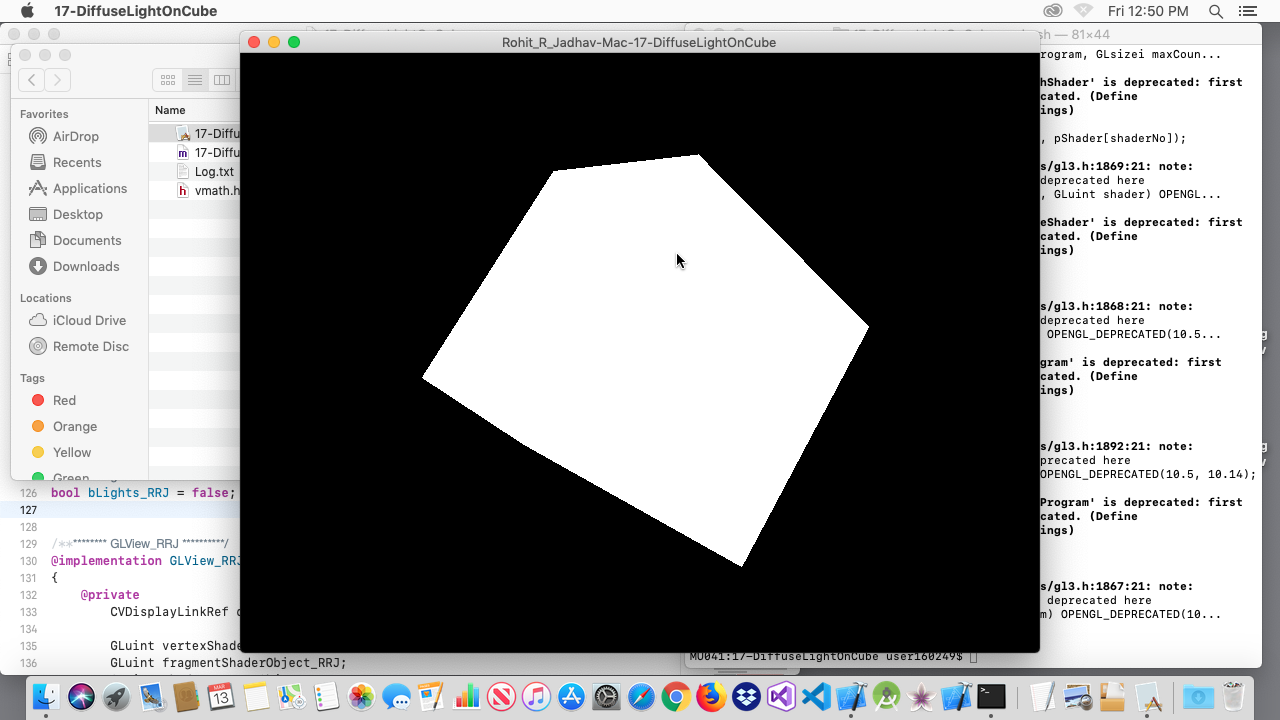 17-DiffuseLightOnCube
Fri 12:50 PM
81×44
Rohit_R_Jadhav-Mac-17-DiffuseLightOnCube
Favorites
AirDrop
Recents
Applications
Desktop
Documents
Downloads
Locations
iCloud Drive
Remote Disc
Tags
Red
Orange
Yellow
Green
Name
17-Diffu
17-Diffu
Log.txt
vmath.h
126 bool bLights_RRJ = false;
127
128
129 /********** GLView_RRJ **********/
130 @implementation GLView_RRJ
131 {
132 @private
133 CVDisplayLinkRef
134
135 GLuint vertexShade
136 GLuint fragmentShaderObject_RRJ;
rogram, GLsizei maxCoun...
hShader' is deprecated: first
cated. (Define
ings)
, pShader[shaderNo]);
s/gl3.h:1869:21: note:
deprecated here
, GLuint shader) OPENGL...
eShader' is deprecated: first
cated. (Define
ings)
s/gl3.h:1868:21: note:
deprecated here
OPENGL_DEPRECATED(10.5...
gram' is deprecated: first
cated. (Define
ings)
s/gl3.h:1892:21: note:
precated here
OPENGL_DEPRECATED(10.5, 10.14);
Program' is deprecated: first
cated. (Define
ings)
s/gl3.h:1867:21: note:
deprecated here
m) OPENGL_DEPRECATED(10...
MU041:17-DiffuseLightOnCube user160249$
MAR
13